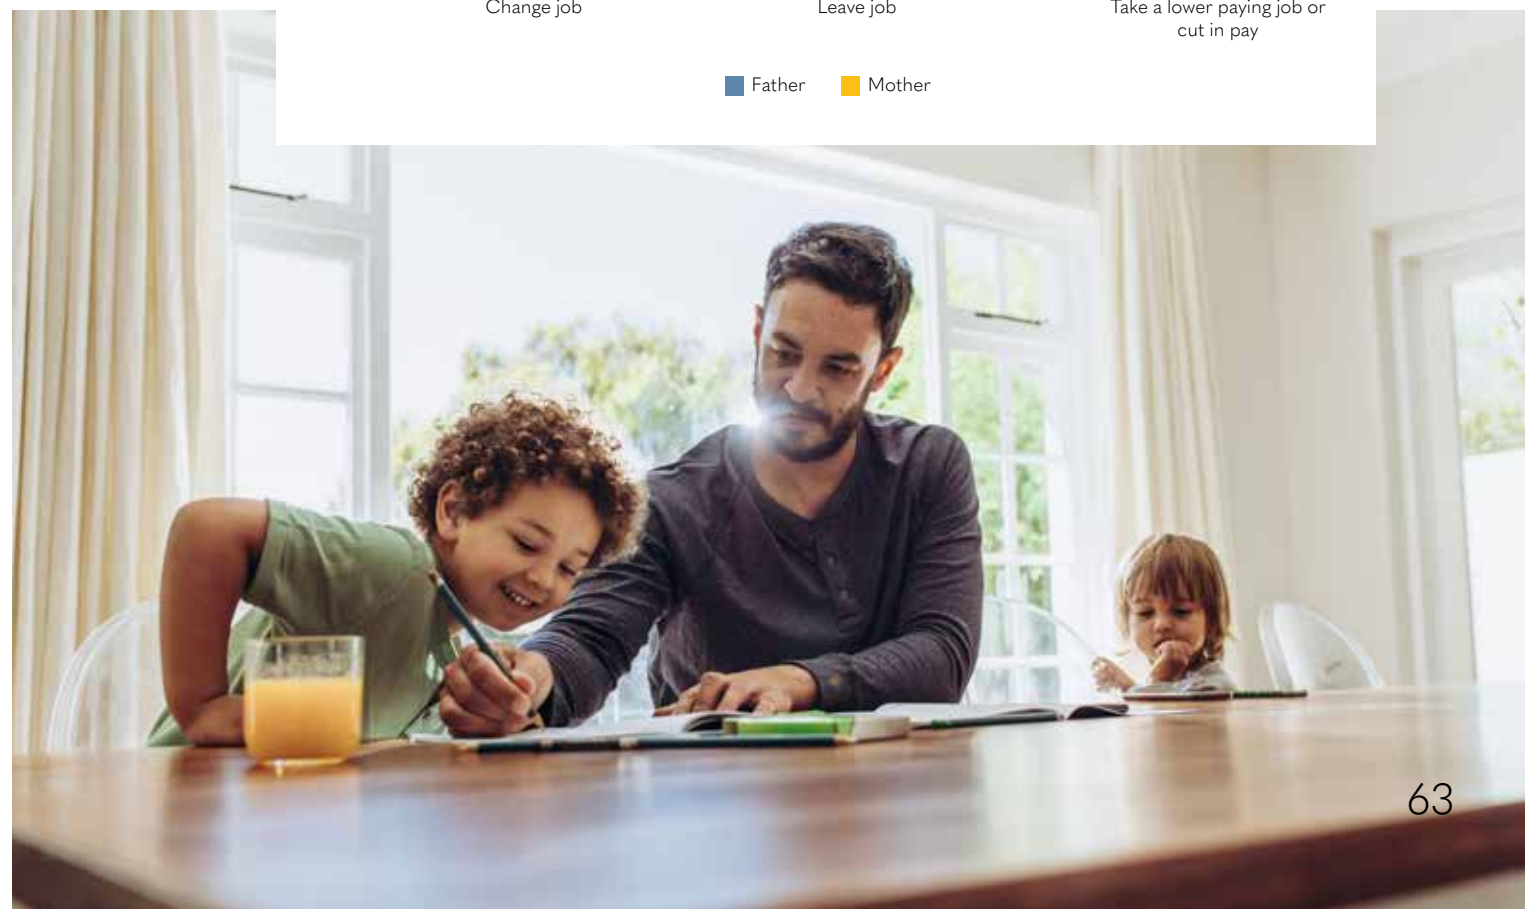 Change job
Leave job
Take a lower paying job or
cut in pay
Father
Mother
63